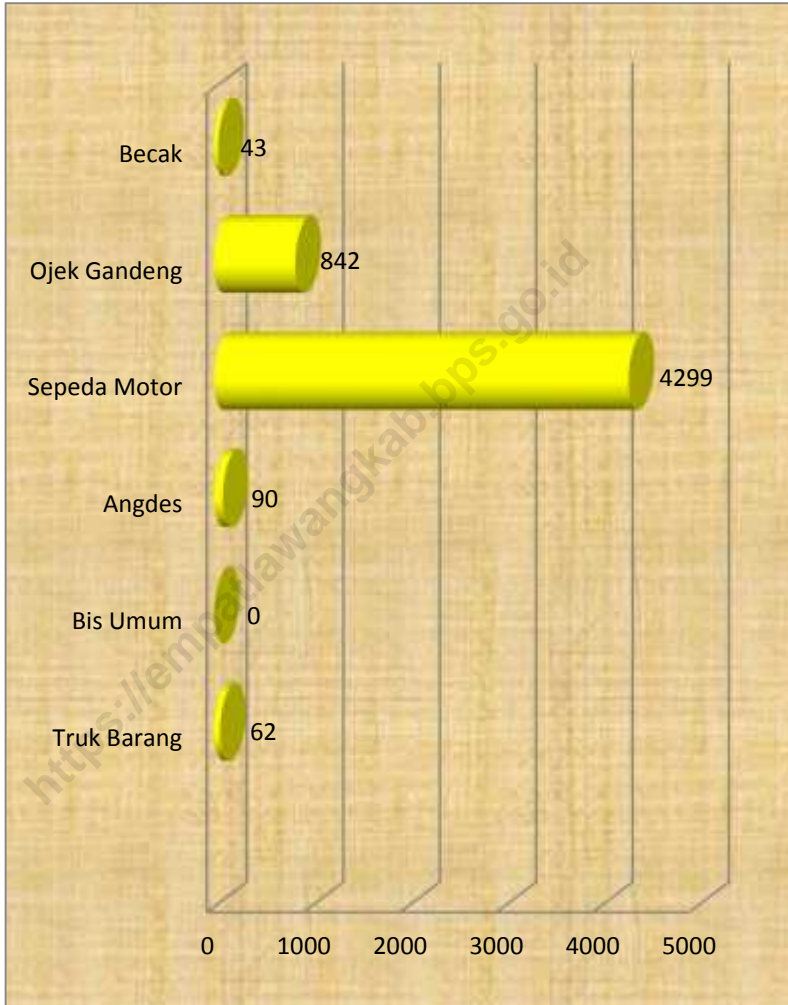 Becak 43
Ojek Gandeng 842
Sepeda Motor 4299
Angdes 90
Bis Umum 0
Truk Barang 62
0 1000 2000 3000 4000 5000
https://empatlawangkab.bps.go.id